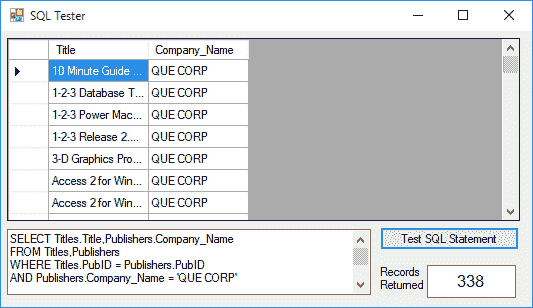 SQL Tester
Title Company_Name
10 Minute Guide ... QUE CORP
1-2-3 Database T... QUE CORP
1-2-3 Power Mac... QUE CORP
1-2-3 Release 2.... QUE CORP
3-D Graphics Pro... QUE CORP
Access 2 for Win... QUE CORP
Access 2 for Win... QUE CORP
SELECT Titles.Title,Publishers.Company_Name
FROM Titles,Publishers
WHERE Titles.PubID = Publishers.PubID
AND Publishers.Company_Name = 'QUE CORP'
Test SQL Statement
Records
Returned
338